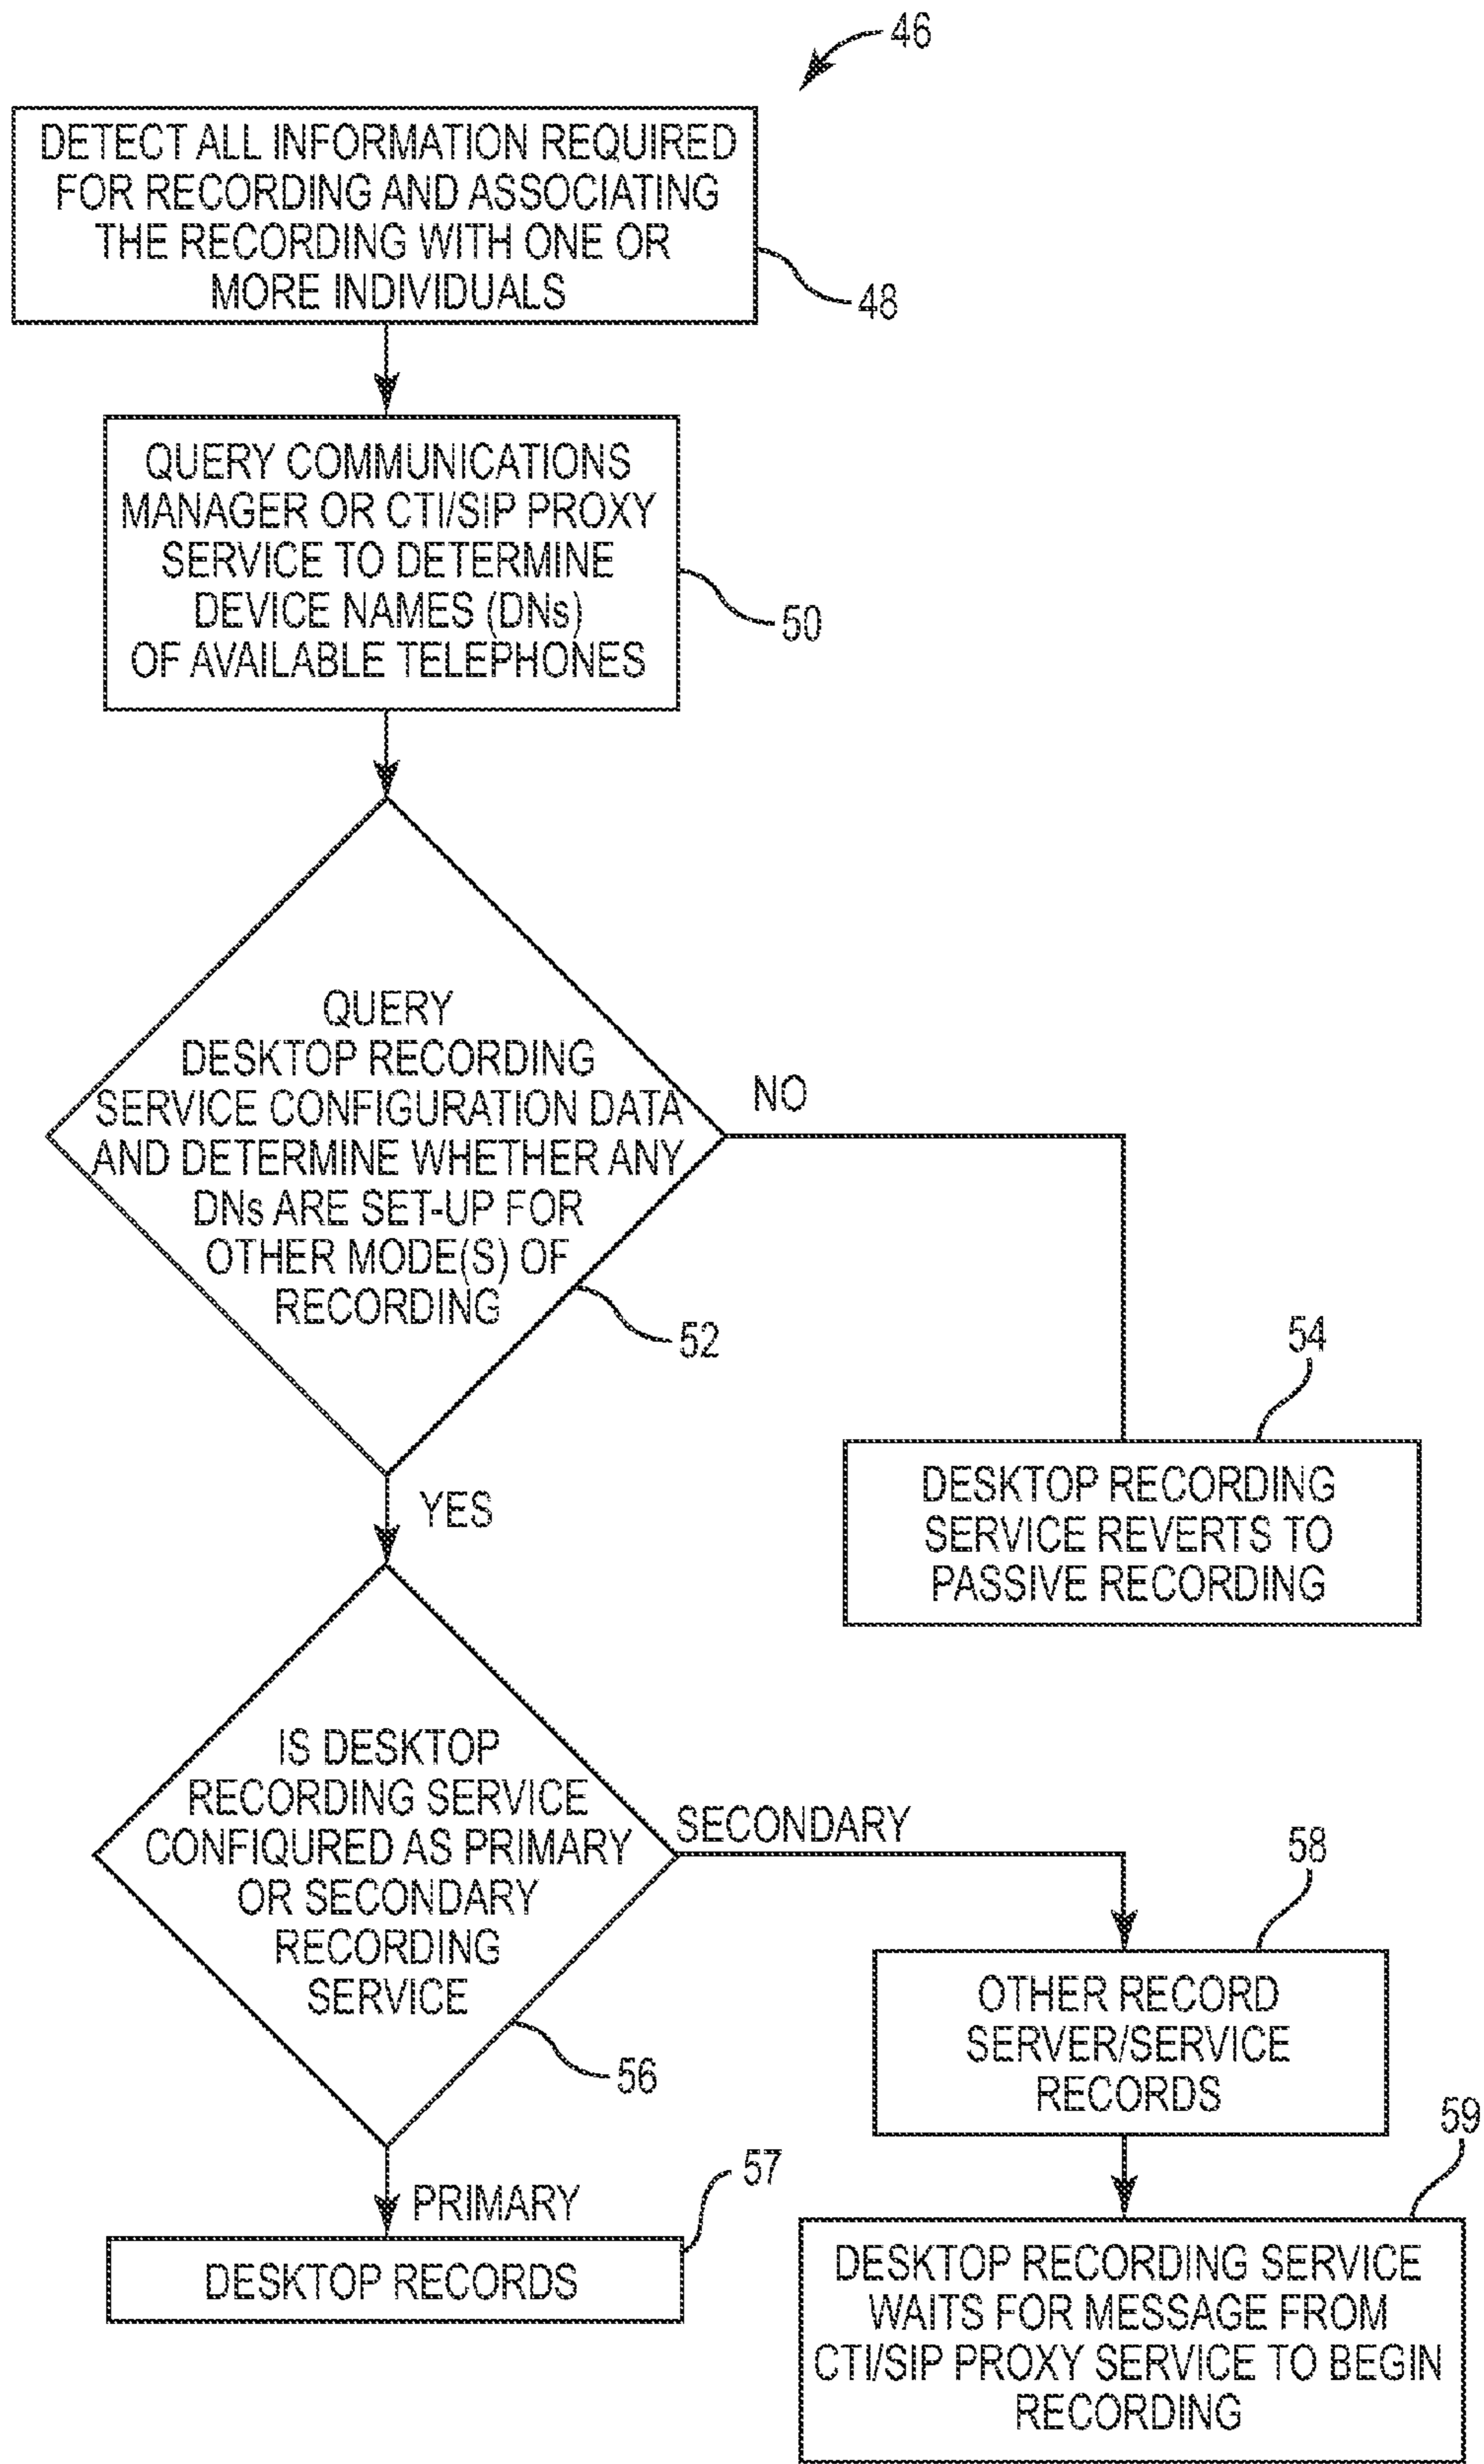 46
DETECT ALL INFORMATION REQUIRED
FOR RECORDING AND ASSOCIATING
THE RECORDING WITH ONE OR
MORE INDIVIDUALS
48
QUERY COMMUNICATIONS
MANAGER OR CTI/SIP PROXY
SERVICE TO DETERMINE
DEVICE NAMES (DNs)
OF AVAILABLE TELEPHONES
50
QUERY
DESKTOP RECORDING
SERVICE CONFIGURATION DATA
AND DETERMINE WHETHER ANY
DNs ARE SET-UP FOR
OTHER MODE(S) OF
RECORDING
52
NO
54
DESKTOP RECORDING
SERVICE REVERTS TO
PASSIVE RECORDING
YES
IS DESKTOP
RECORDING SERVICE
CONFIQURED AS PRIMARY
OR SECONDARY
RECORDING
SERVICE
56
SECONDARY
58
OTHER RECORD
SERVER/SERVICE
RECORDS
PRIMARY
57
DESKTOP RECORDS
59
DESKTOP RECORDING SERVICE
WAITS FOR MESSAGE FROM
CTI/SIP PROXY SERVICE TO BEGIN
RECORDING